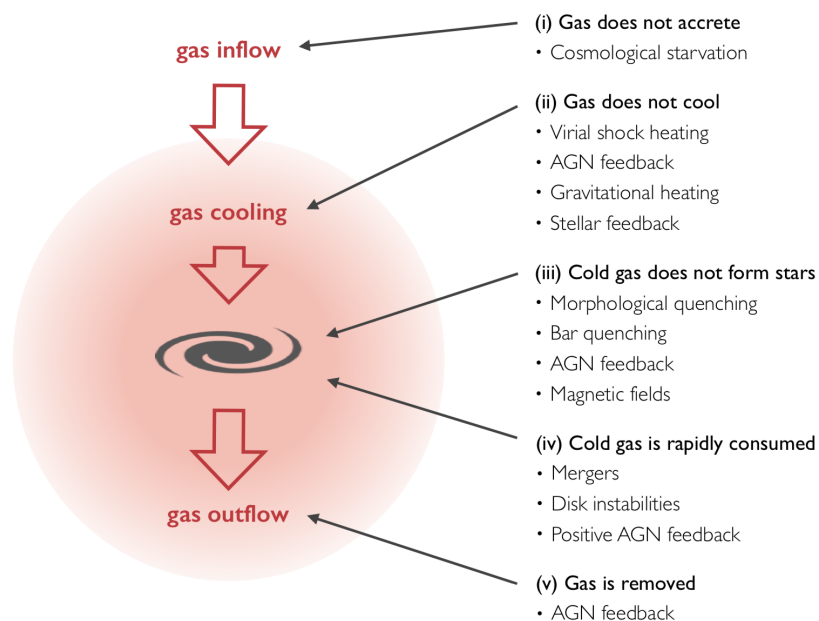 gas inflow
gas cooling
gas outflow
(i) Gas does not accrete
• Cosmological starvation
(ii) Gas does not cool
• Virial shock heating
• AGN feedback
• Gravitational heating
• Stellar feedback
(iii) Cold gas does not form stars
• Morphological quenching
• Bar quenching
• AGN feedback
• Magnetic fields
(iv) Cold gas is rapidly consumed
• Mergers
• Disk instabilities
• Positive AGN feedback
(v) Gas is removed
• AGN feedback